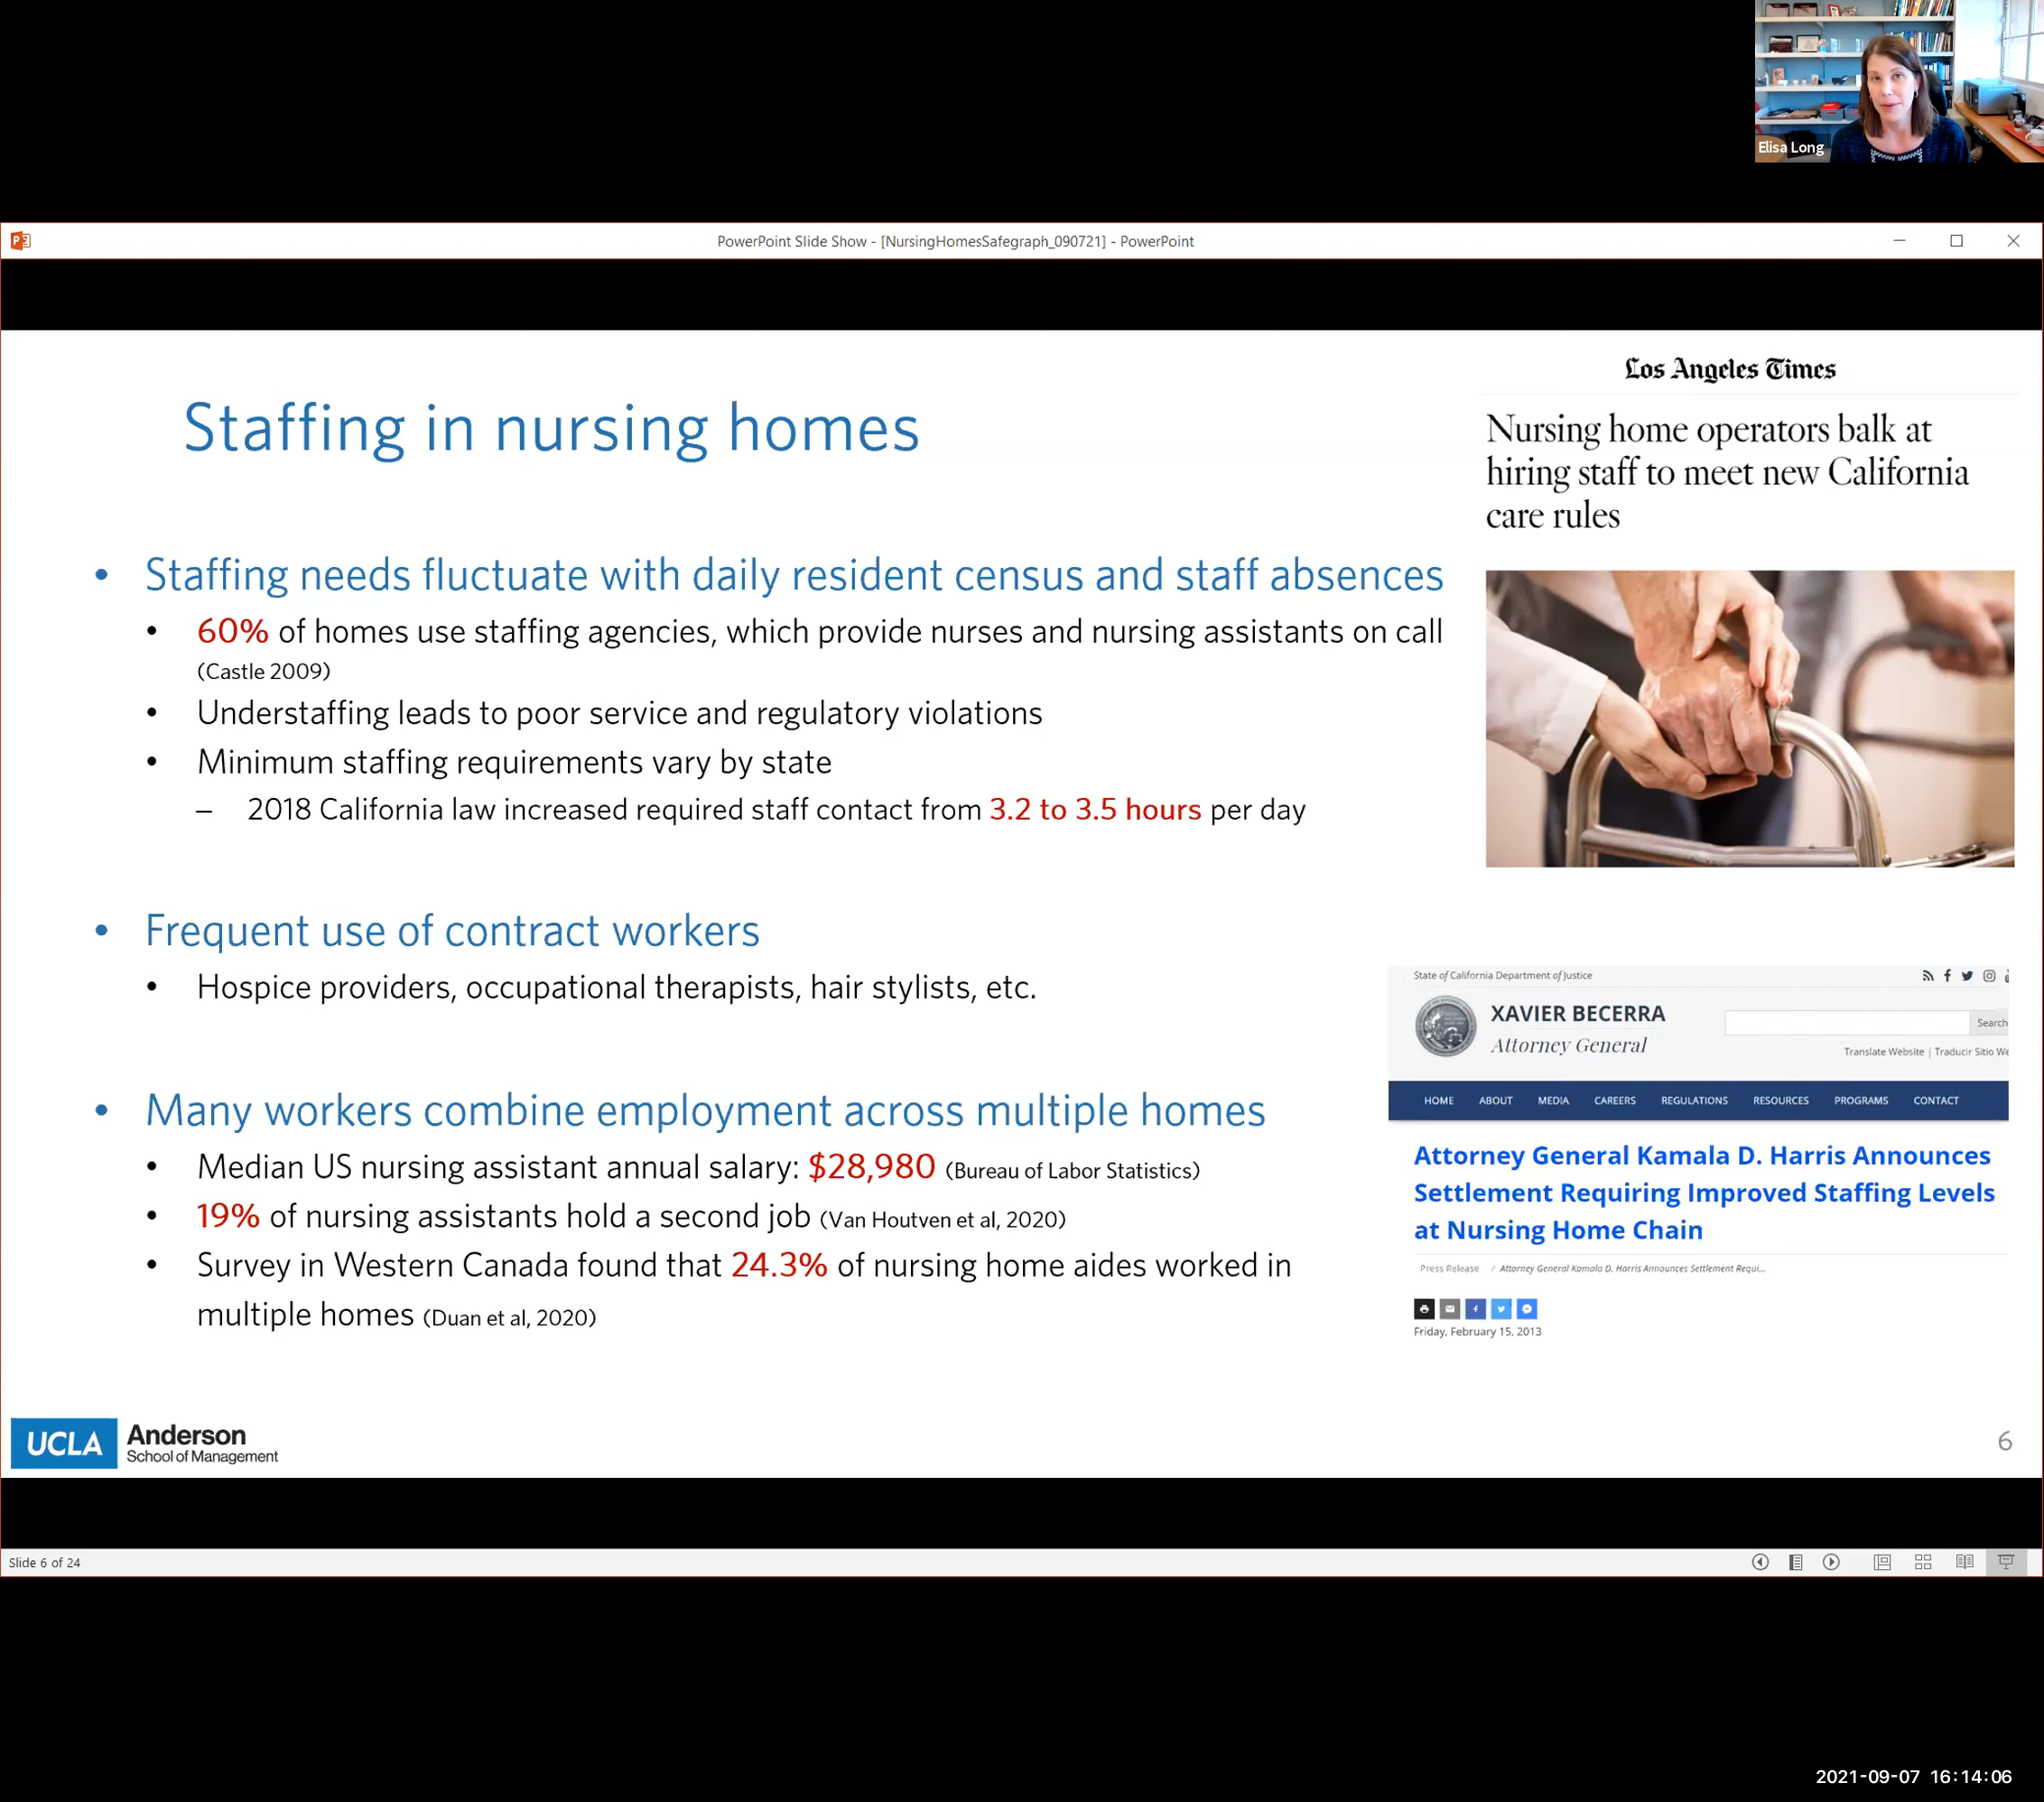 Elisa Long
PowerPoint Slide Show - [NursingHomesSafegraph_090721] - PowerPoint
Staffing in nursing homes
• Staffing needs fluctuate with daily resident census and staff absences
• 60% of homes use staffing agencies, which provide nurses and nursing assistants on call
(Castle 2009)
• Understaffing leads to poor service and regulatory violations
• Minimum staffing requirements vary by state
– 2018 California law increased required staff contact from 3.2 to 3.5 hours per day
• Frequent use of contract workers
• Hospice providers, occupational therapists, hair stylists, etc.
• Many workers combine employment across multiple homes
• Median US nursing assistant annual salary: $28,980 (Bureau of Labor Statistics)
• 19% of nursing assistants hold a second job (Van Houtven et al, 2020)
• Survey in Western Canada found that 24.3% of nursing home aides worked in
multiple homes (Duan et al, 2020)
Los Angeles Times
Nursing home operators balk at
hiring staff to meet new California
care rules
State of California Department of Justice
XAVIER BECERRA
Attorney General
Search
Translate Website | Traducir Sitio We
HOME ABOUT MEDIA CAREERS REGULATIONS RESOURCES PROGRAMS CONTACT
Attorney General Kamala D. Harris Announces
Settlement Requiring Improved Staffing Levels
at Nursing Home Chain
Press Release / Attorney General Kamala D. Harris Announces Settlement Requi...
Friday, February 15, 2013
UCLA Anderson
School of Management
6
Slide 6 of 24
2021-09-07 16:14:06